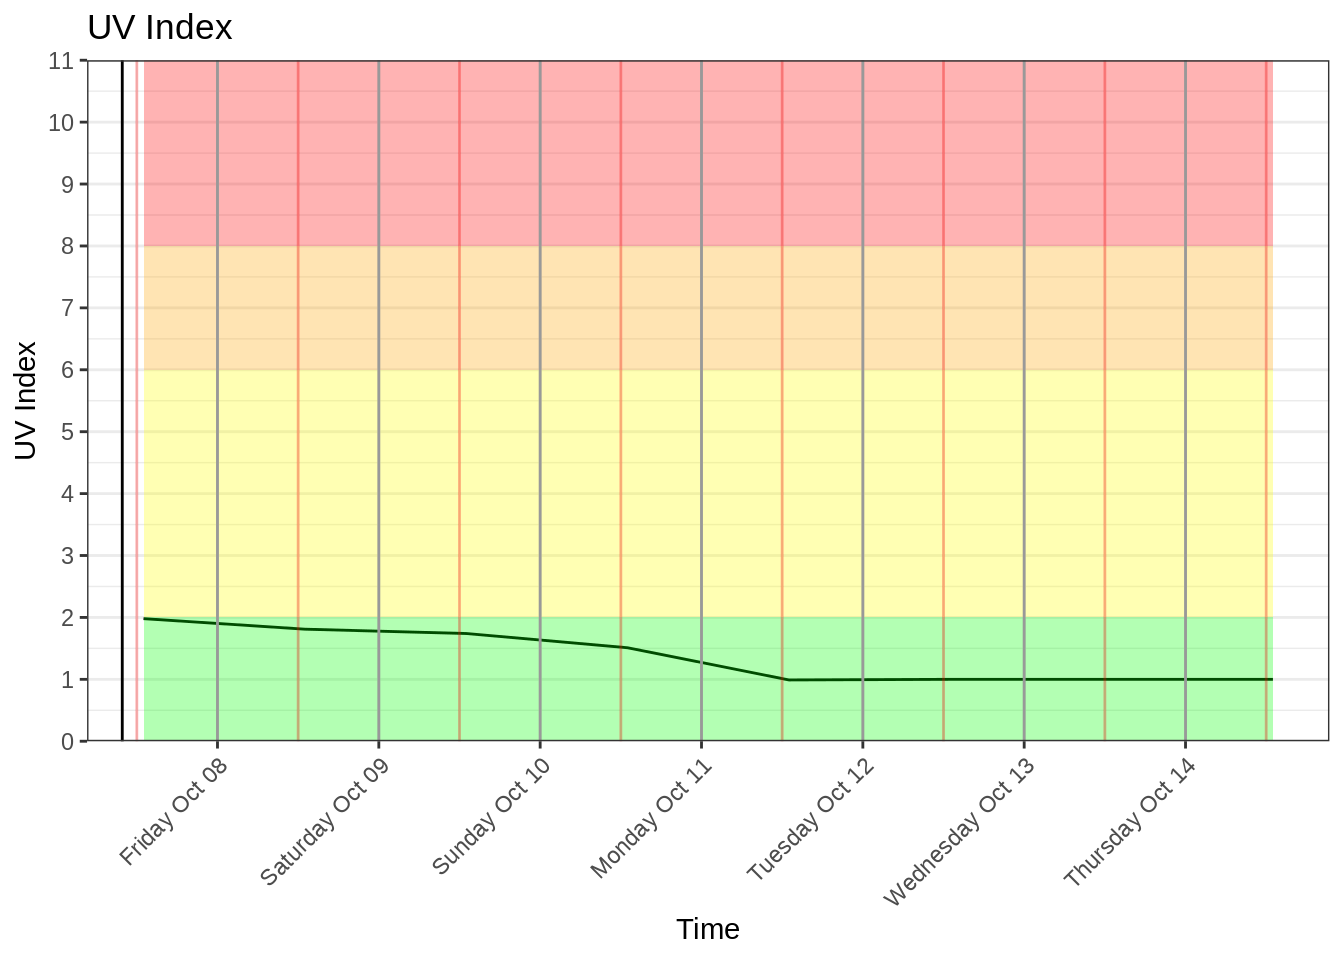 UV Index
11
10
9
8
7
6
5
4
3
2
1
0
UV Index
Friday Oct 08
Saturday Oct 09
Sunday Oct 10
Monday Oct 11
Tuesday Oct 12
Wednesday Oct 13
Thursday Oct 14
Time